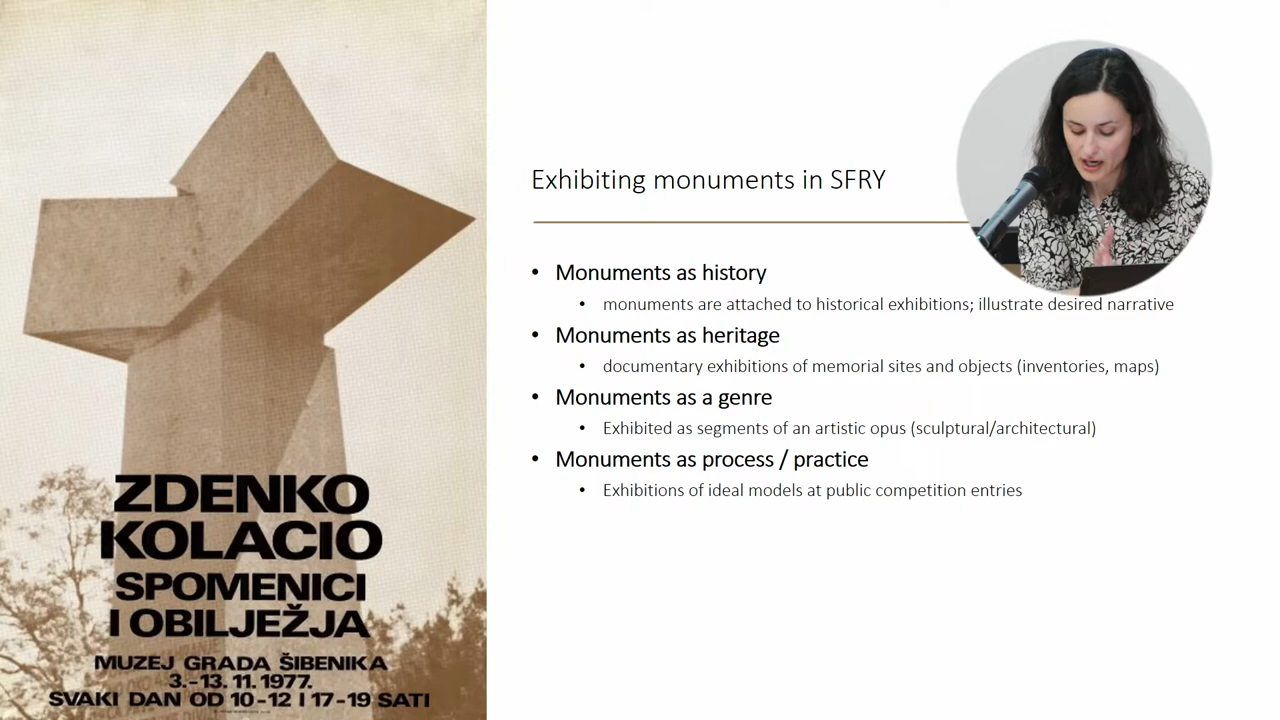 ZDENKO
KOLACIO
SPOMENICI
I OBILJEŽJA
MUZEJ GRADA ŠIBENIKA
3.-13. 11. 1977.
SVAKI DAN OD 10-12 I 17-19 SATI
Exhibiting monuments in SFRY
• Monuments as history
• monuments are attached to historical exhibitions; illustrate desired narrative
• Monuments as heritage
• documentary exhibitions of memorial sites and objects (inventories, maps)
• Monuments as a genre
• Exhibited as segments of an artistic opus (sculptural/architectural)
• Monuments as process / practice
• Exhibitions of ideal models at public competition entries